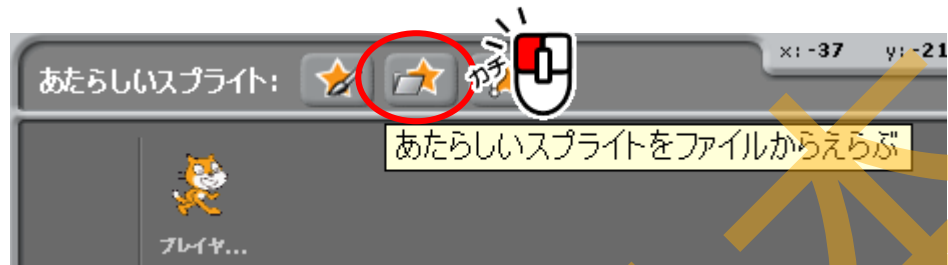 カチッ
x: -37 y: -21
あたらしいスプライト:
あたらしいスプライトをファイルからえらぶ
プレイヤ...